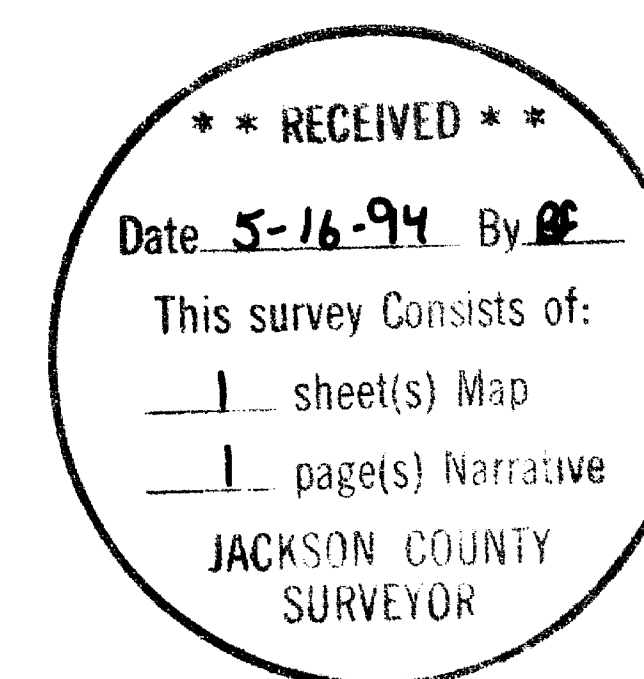 * * RECEIVED * *
Date 5-16-94 By
This survey Consists of:
1 sheet(s) Map
1 page(s) Narrative
JACKSON COUNTY
SURVEYOR